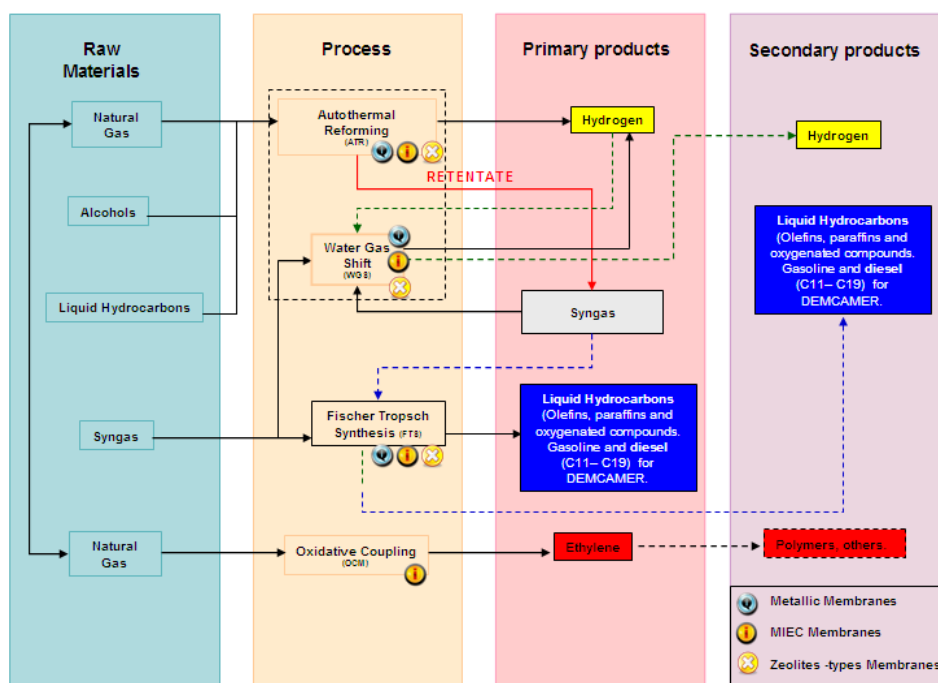 Raw
Materials
Process
Primary products
Secondary products
Natural
Gas
Autothermal
Reforming
(ATR)
Hydrogen
Hydrogen
RETENTATE
Alcohols
Liquid Hydrocarbons
(Olefins, paraffins and
oxygenated compounds.
Gasoline and diesel
(C11– C19) for
DEMCAMER.
Water Gas
Shift
(WGS)
Liquid Hydrocarbons
Syngas
Syngas
Fischer Tropsch
Synthesis (FTS)
Liquid Hydrocarbons
(Olefins, paraffins and
oxygenated compounds.
Gasoline and diesel
(C11– C19) for
DEMCAMER.
Natural
Gas
Oxidative Coupling
(OCM)
Ethylene
Polymers, others.
Metallic Membranes
MIEC Membranes
Zeolites -types Membranes